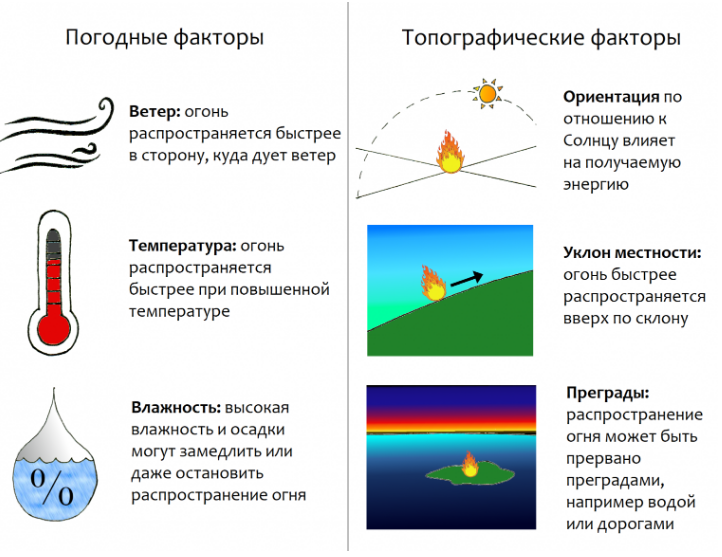 Погодные факторы
Ветер: огонь
распространяется быстрее
в сторону, куда дует ветер
Температура: огонь
распространяется
быстрее при повышенной
температуре
Влажность: высокая
влажность и осадки
могут замедлить или
даже остановить
распространение огня
%
Топографические факторы
Ориентация по
отношению к
Солнцу влияет
на получаемую
энергию
Уклон местности:
огонь быстрее
распространяется
вверх по склону
Преграды:
распространение
огня может быть
прервано
преградами,
например водой
или дорогами